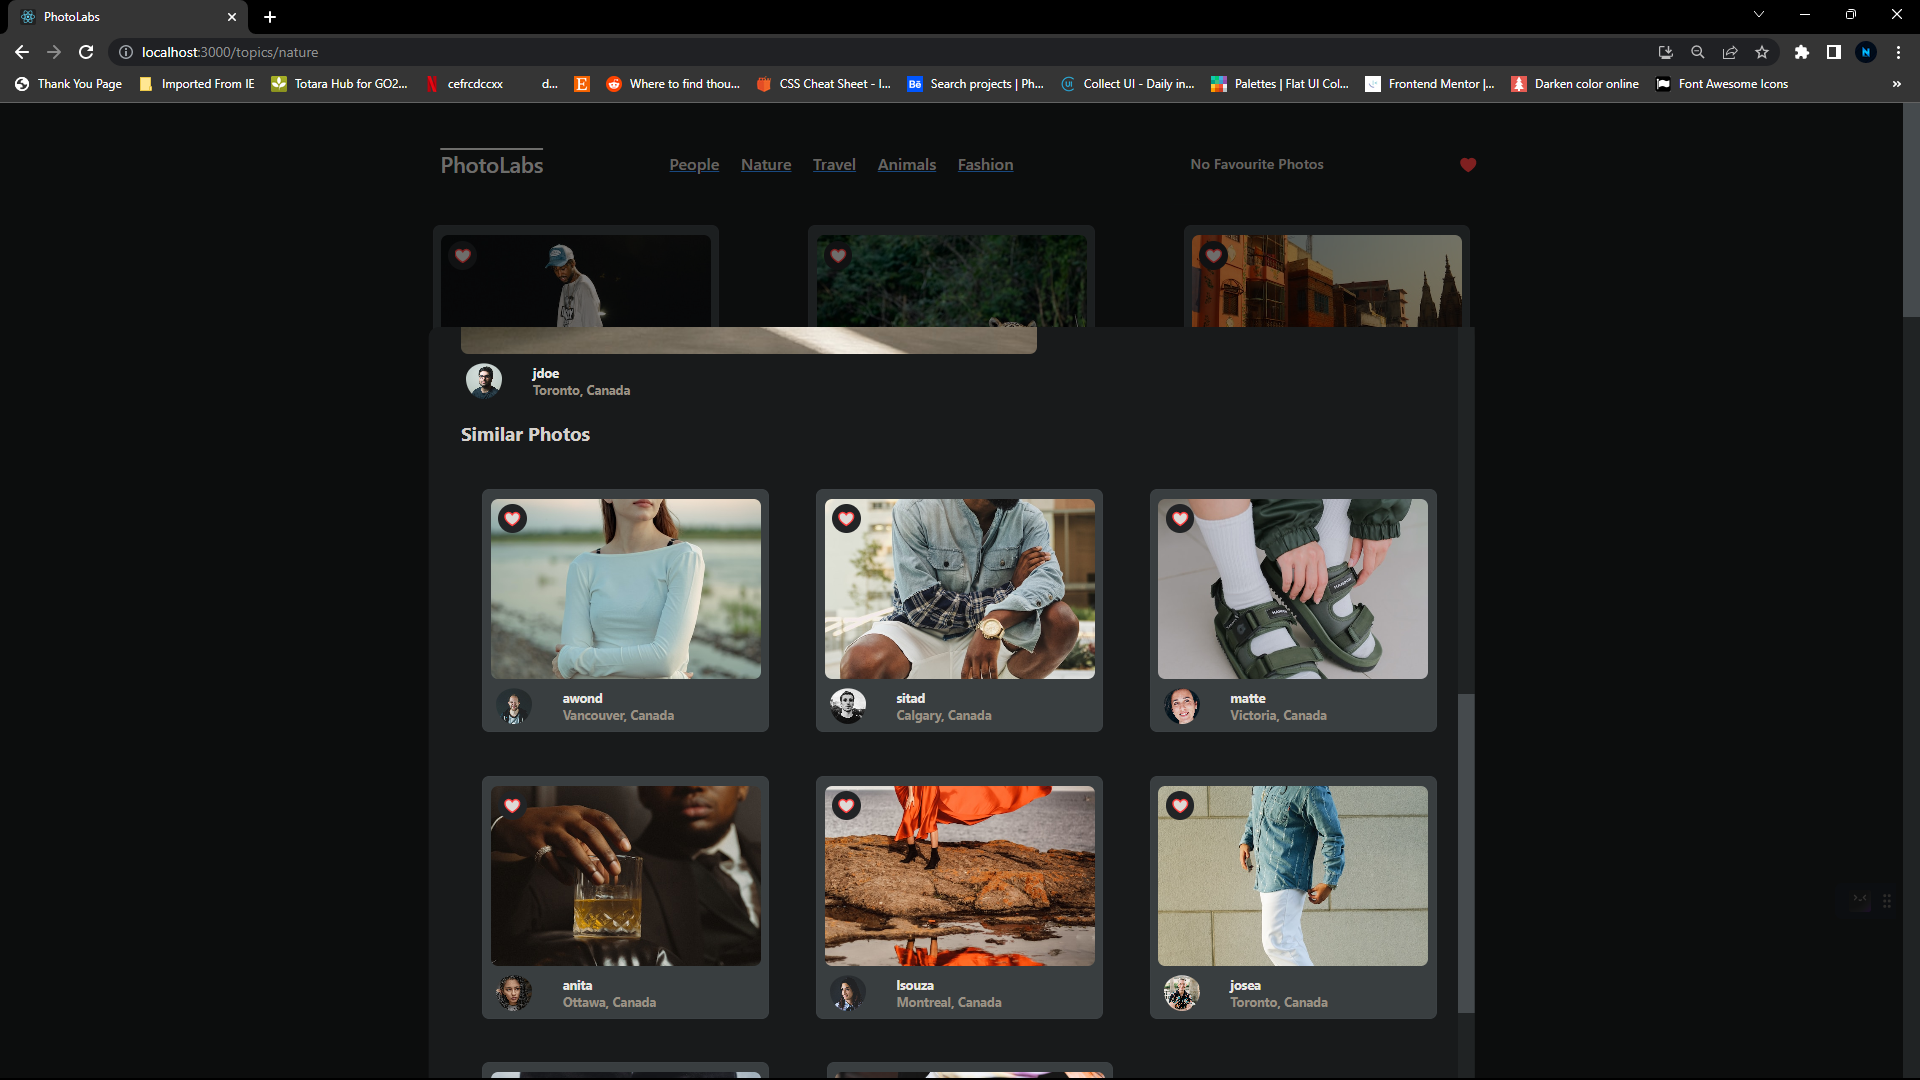 PhotoLabs
localhost:3000/topics/nature
N
Thank You Page
Imported From IE
Totara Hub for GO2...
cefrcdccxx
d...
Where to find thou...
CSS Cheat Sheet - I...
Bē
Search projects | Ph...
Collect UI - Daily in...
Palettes | Flat UI Col...
Frontend Mentor |...
Darken color online
Font Awesome Icons
»
PhotoLabs
People
Nature
Travel
Animals
Fashion
No Favourite Photos
jdoe
Toronto, Canada
Similar Photos
awond
Vancouver, Canada
sitad
Calgary, Canada
matte
Victoria, Canada
anita
Ottawa, Canada
lsouza
Montreal, Canada
josea
Toronto, Canada